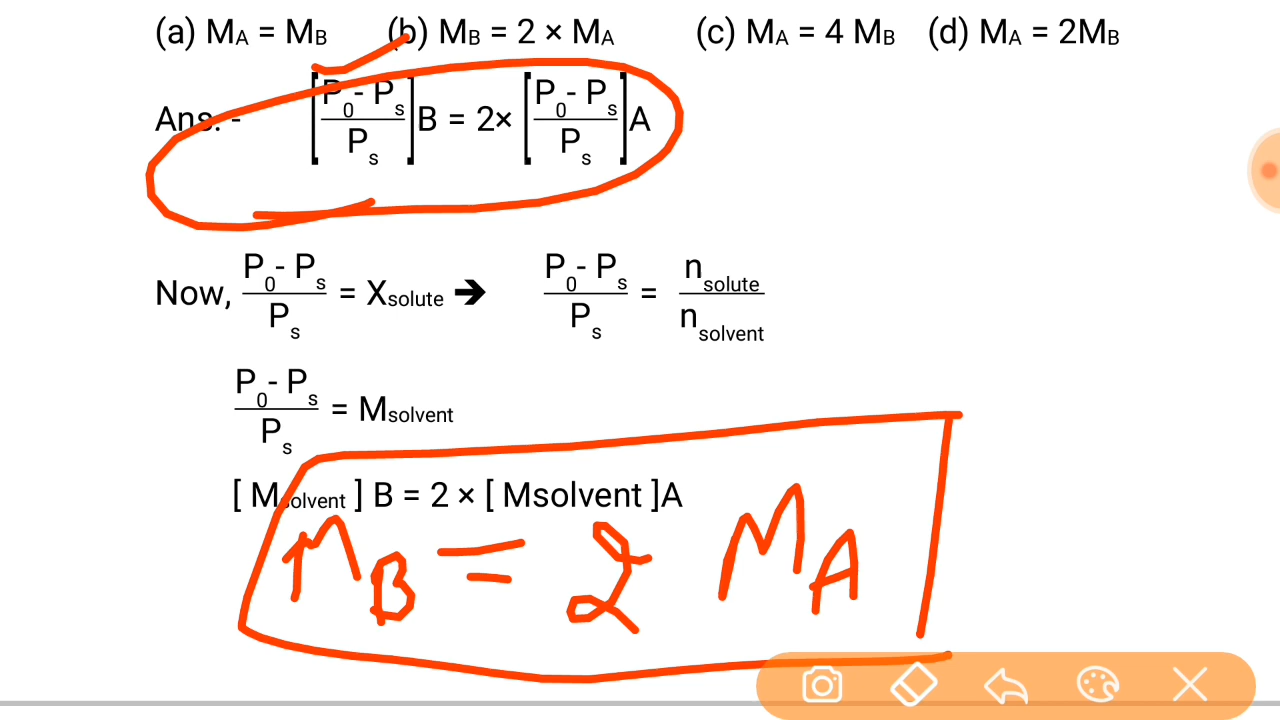 (a) MA = MB (b) MB = 2 × MA (c) MA = 4 MB (d) MA = 2MB
Ans. - [P0 - Ps / Ps] B = 2× [P0 - Ps / Ps] A
Now, P0 - Ps / Ps = Xsolute ➔ P0 - Ps / Ps = nsolute / nsolvent
P0 - Ps / Ps = Msolvent
[ Msolvent ] B = 2 × [ Msolvent ]A
MB = 2 MA